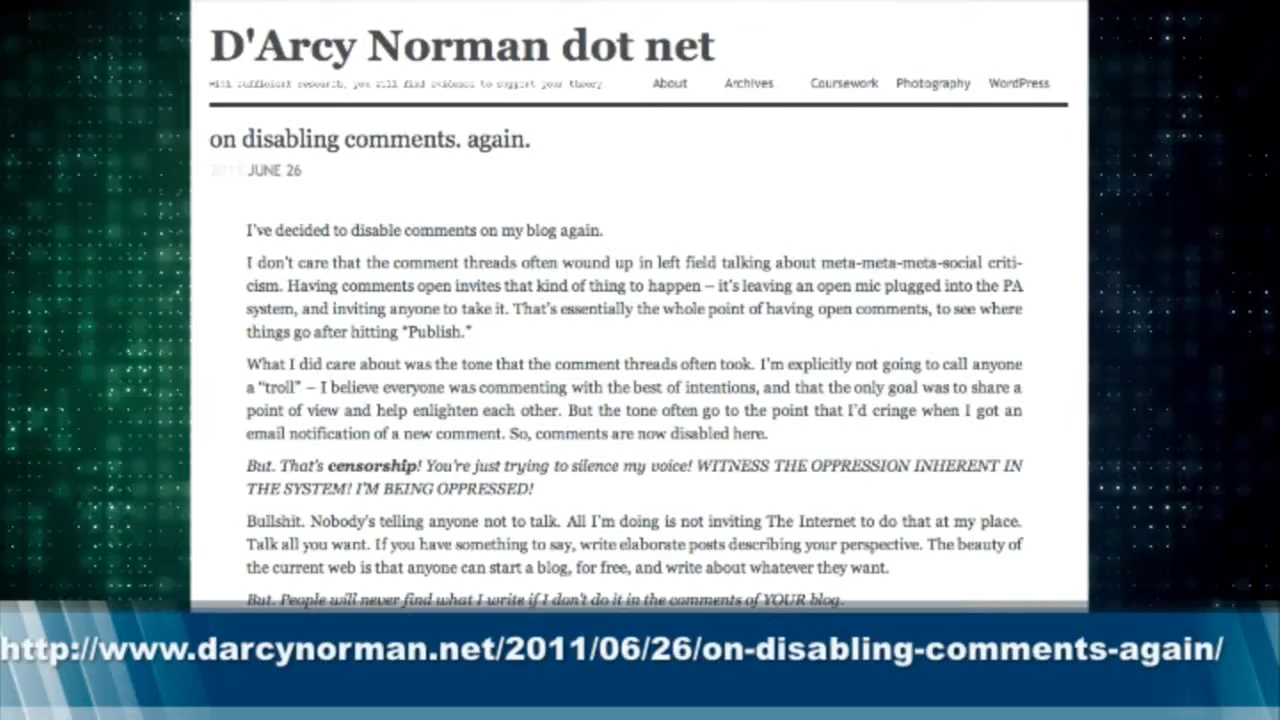 D'Arcy Norman dot net
With sufficient research, you will find evidence to support your theory.
About Archives Coursework Photography WordPress
on disabling comments. again.
2011 JUNE 26
I've decided to disable comments on my blog again.
I don't care that the comment threads often wound up in left field talking about meta-meta-meta-social criti-
cism. Having comments open invites that kind of thing to happen – it's leaving an open mic plugged into the PA
system, and inviting anyone to take it. That's essentially the whole point of having open comments, to see where
things go after hitting "Publish."
What I did care about was the tone that the comment threads often took. I'm explicitly not going to call anyone
a "troll" – I believe everyone was commenting with the best of intentions, and that the only goal was to share a
point of view and help enlighten each other. But the tone often go to the point that I'd cringe when I got an
email notification of a new comment. So, comments are now disabled here.
But. That's censorship! You're just trying to silence my voice! WITNESS THE OPPRESSION INHERENT IN
THE SYSTEM! I'M BEING OPPRESSED!
Bullshit. Nobody's telling anyone not to talk. All I'm doing is not inviting The Internet to do that at my place.
Talk all you want. If you have something to say, write elaborate posts describing your perspective. The beauty of
the current web is that anyone can start a blog, for free, and write about whatever they want.
But. People will never find what I write if I don't do it in the comments of YOUR blog.
http://www.darcynorman.net/2011/06/26/on-disabling-comments-again/